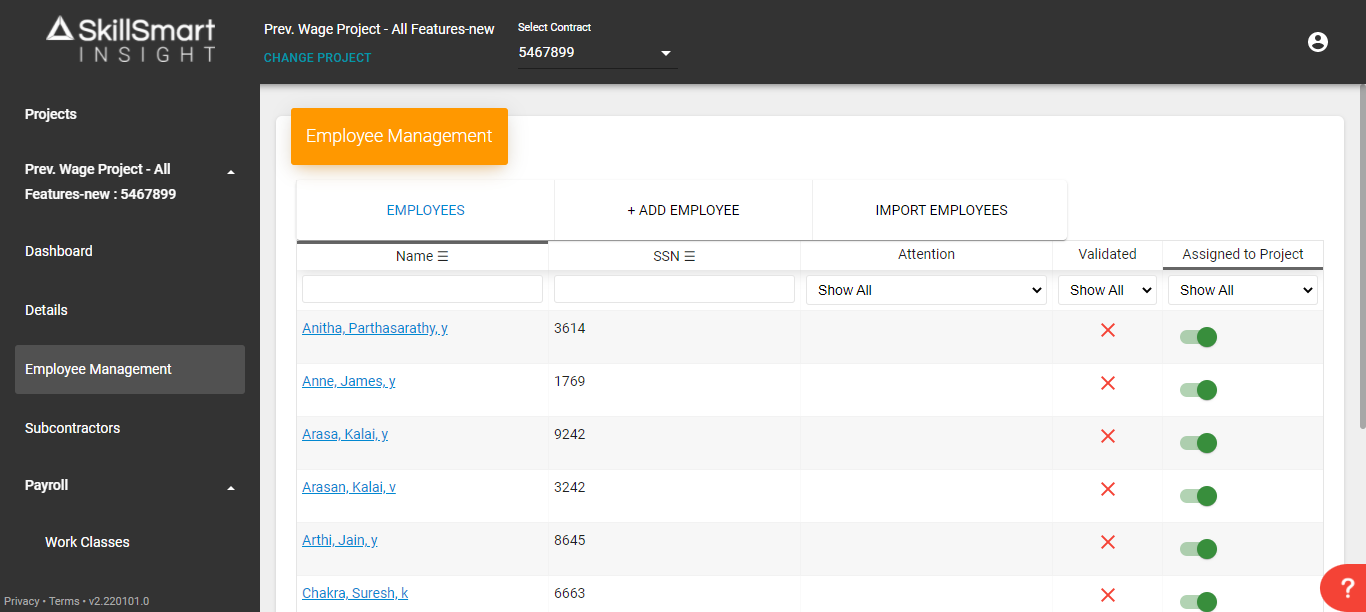 SkillSmart
INSIGHT
Prev. Wage Project - All Features-new
CHANGE PROJECT
Select Contract
5467899
Projects
Prev. Wage Project - All
Features-new : 5467899
Dashboard
Details
Employee Management
Subcontractors
Payroll
Work Classes
Privacy • Terms • v2.220101.0
Employee Management
EMPLOYEES
+ ADD EMPLOYEE
IMPORT EMPLOYEES
Name ☰ SSN ☰ Attention Validated Assigned to Project
Show All Show All Show All
Anitha, Parthasarathy, y 3614
Anne, James, y 1769
Arasa, Kalai, y 9242
Arasan, Kalai, v 3242
Arthi, Jain, y 8645
Chakra, Suresh, k 6663
?